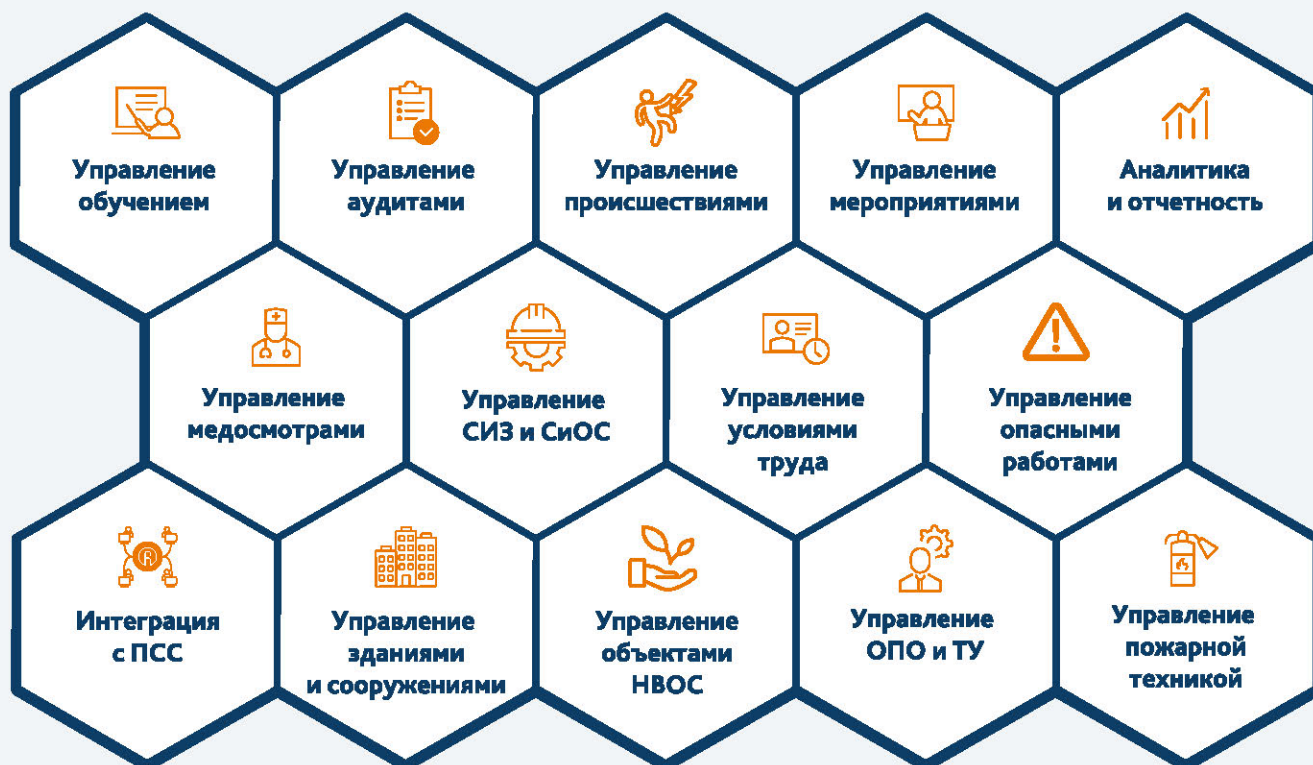 Управление
обучением
Управление
аудитами
Управление
происшествиями
Управление
мероприятиями
Аналитика
и отчетность
Управление
медосмотрами
Управление
СИЗ и СиОС
Управление
условиями
труда
Управление
опасными
работами
Интеграция
с ПСС
Управление
зданиями
и сооружениями
Управление
объектами
НВОС
Управление
ОПО и ТУ
Управление
пожарной
техникой